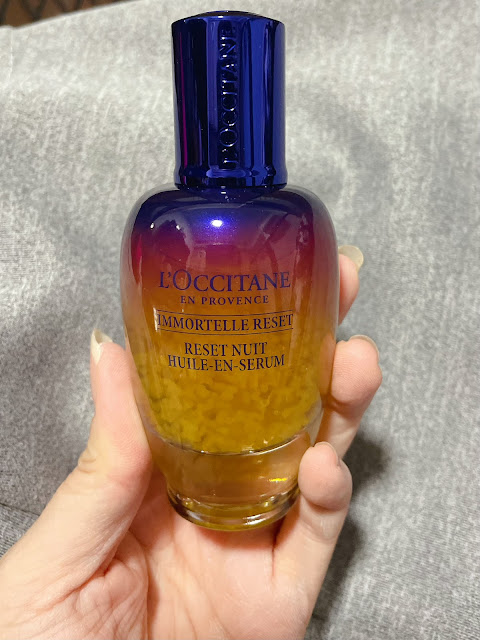 L'OCCITANE
L'OCCITANE
EN PROVENCE
IMMORTELLE RESET
RESET NUIT
HUILE-EN-SERUM